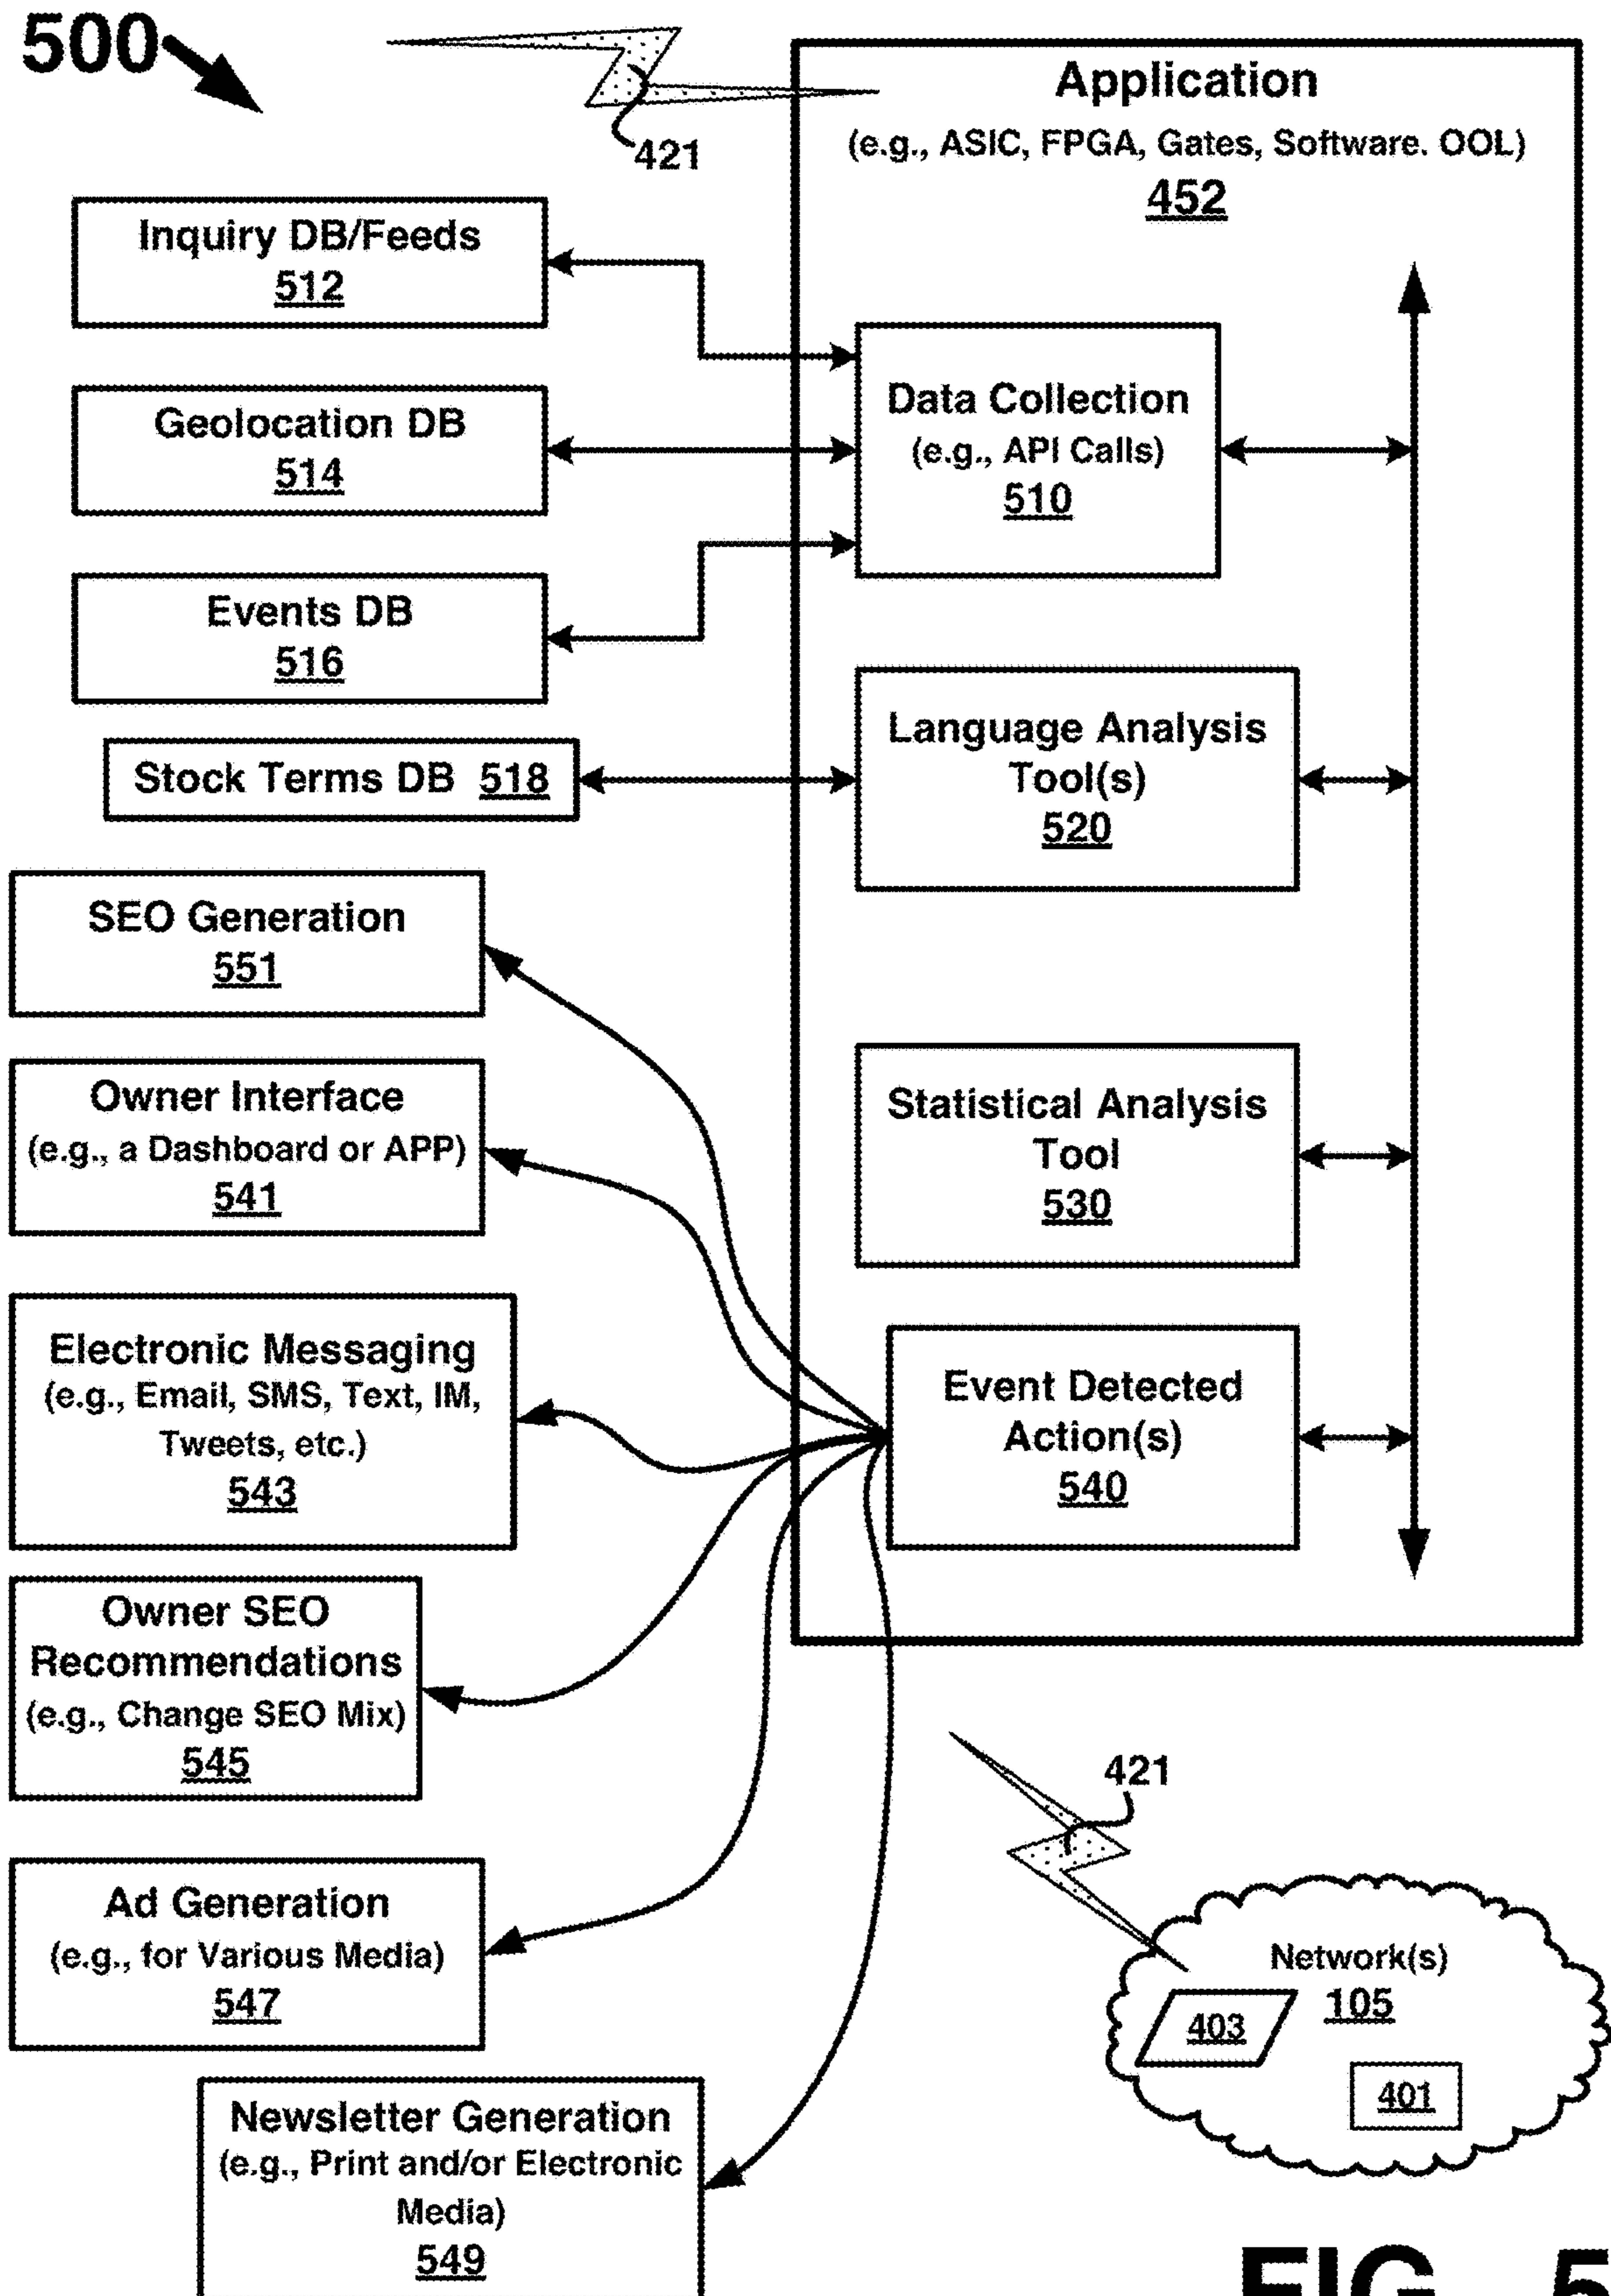 500
421
Application
(e.g., ASIC, FPGA, Gates, Software. OOL)
452
Inquiry DB/Feeds
512
Geolocation DB
514
Events DB
516
Stock Terms DB 518
Data Collection
(e.g., API Calls)
510
Language Analysis
Tool(s)
520
Statistical Analysis
Tool
530
Event Detected
Action(s)
540
SEO Generation
551
Owner Interface
(e.g., a Dashboard or APP)
541
Electronic Messaging
(e.g., Email, SMS, Text, IM,
Tweets, etc.)
543
Owner SEO
Recommendations
(e.g., Change SEO Mix)
545
Ad Generation
(e.g., for Various Media)
547
Newsletter Generation
(e.g., Print and/or Electronic
Media)
549
421
Network(s)
105
403
401
FIG. 5